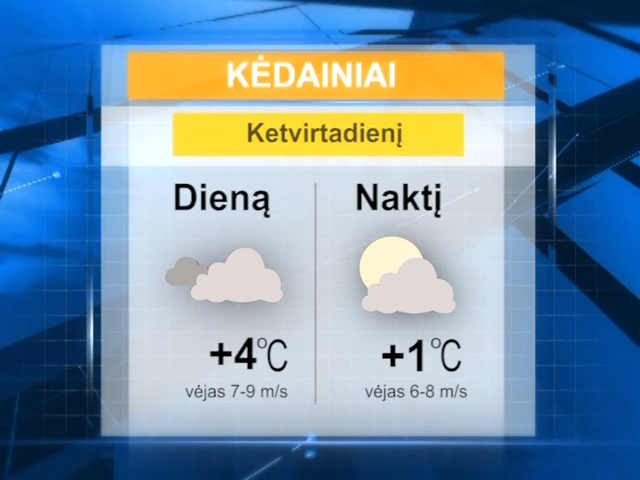 KĖDAINIAI
Ketvirtadienį
Dieną
Naktį
+4°C
+1°C
vėjas 7-9 m/s
vėjas 6-8 m/s